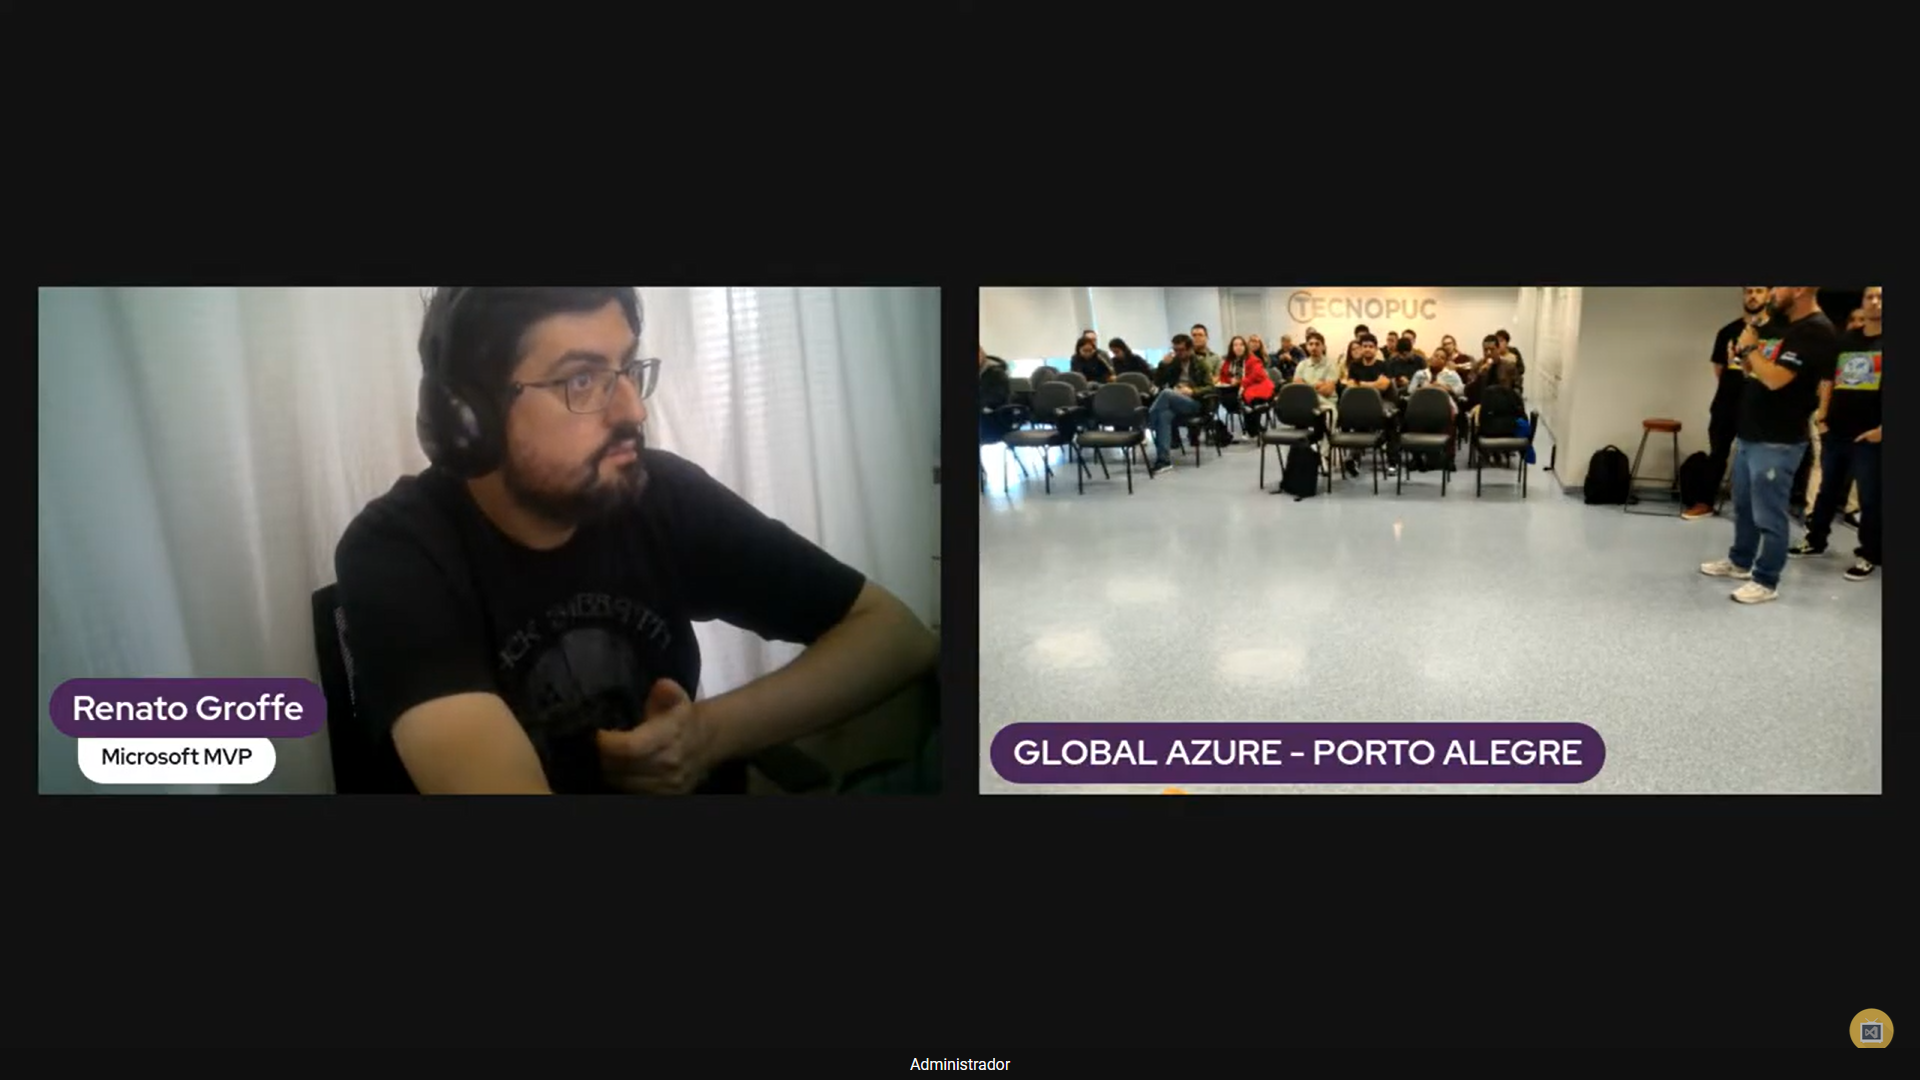 Renato Groffe
Microsoft MVP
TECNOPUC
GLOBAL AZURE - PORTO ALEGRE
Administrador